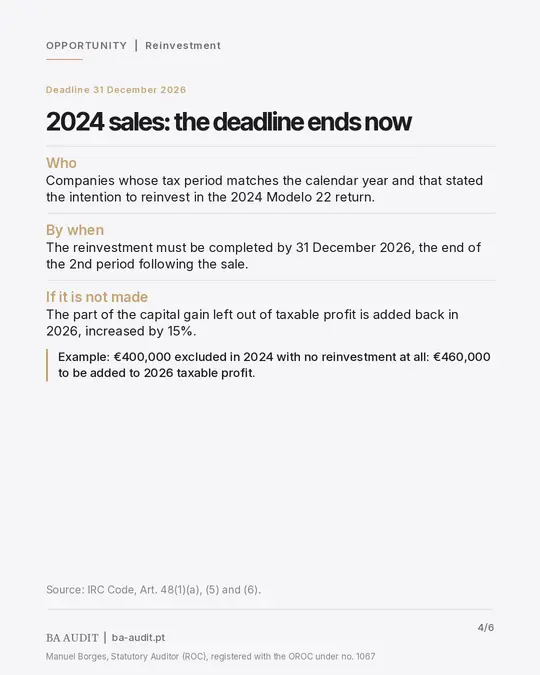 OPPORTUNITY | Reinvestment
Deadline 31 December 2026
2024 sales: the deadline ends now
Who
Companies whose tax period matches the calendar year and that stated
the intention to reinvest in the 2024 Modelo 22 return.
By when
The reinvestment must be completed by 31 December 2026, the end of
the 2nd period following the sale.
If it is not made
The part of the capital gain left out of taxable profit is added back in
2026, increased by 15%.
Example: €400,000 excluded in 2024 with no reinvestment at all: €460,000
to be added to 2026 taxable profit.
Source: IRC Code, Art. 48(1)(a), (5) and (6).
4/6
BA AUDIT | ba-audit.pt
Manuel Borges, Statutory Auditor (ROC), registered with the OROC under no. 1067